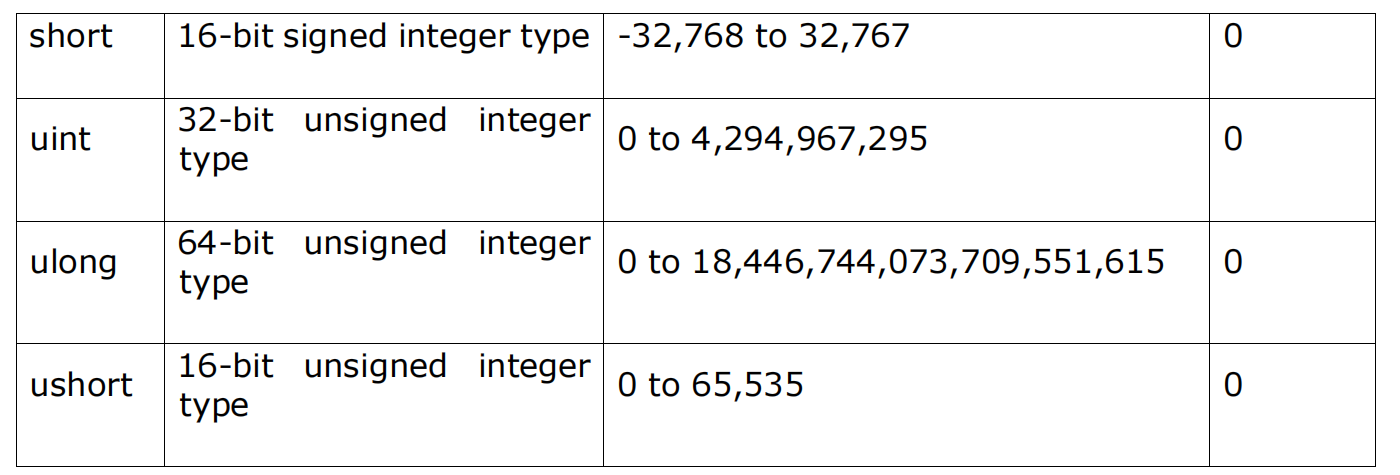 short 16-bit signed integer type -32,768 to 32,767 0
uint 32-bit unsigned integer type 0 to 4,294,967,295 0
ulong 64-bit unsigned integer type 0 to 18,446,744,073,709,551,615 0
ushort 16-bit unsigned integer type 0 to 65,535 0